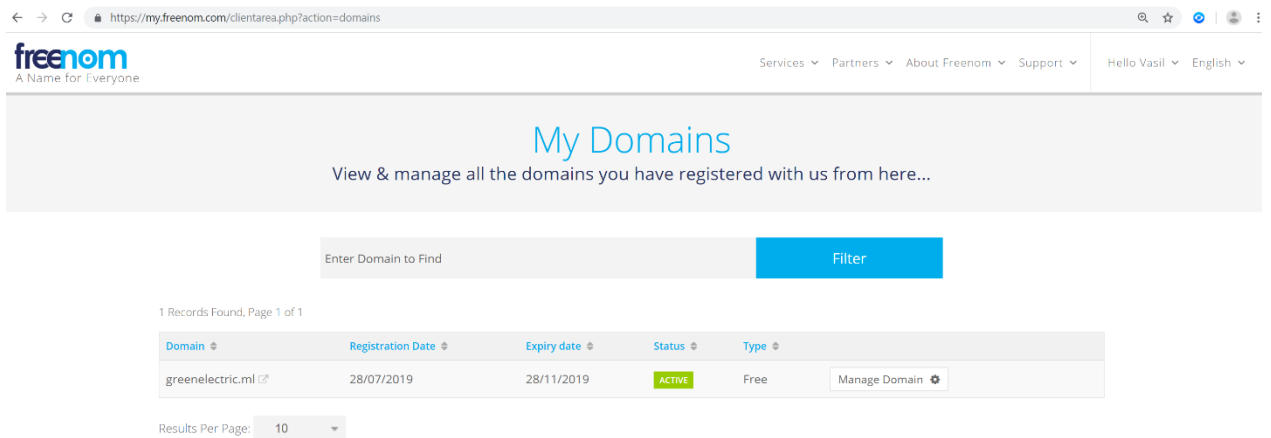 https://my.freenom.com/clientarea.php?action=domains
freenom
A Name for Everyone
Services Partners About Freenom Support Hello Vasil English
My Domains
View & manage all the domains you have registered with us from here...
Enter Domain to Find Filter
1 Records Found, Page 1 of 1
Domain Registration Date Expiry date Status Type
greenelectric.ml 28/07/2019 28/11/2019 ACTIVE Free Manage Domain
Results Per Page: 10